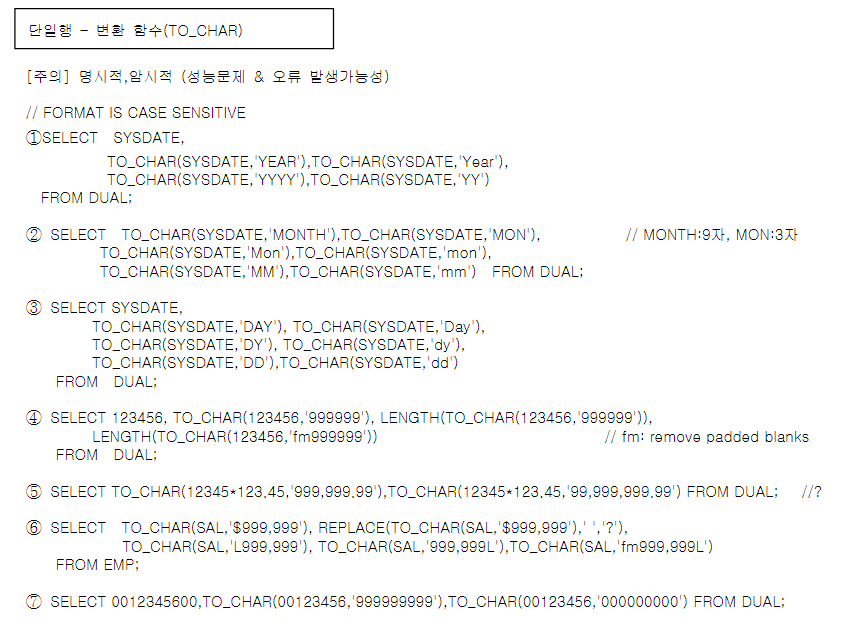 단일행 - 변환 함수(TO_CHAR)
[주의] 명시적,암시적 (성능문제 & 오류 발생가능성)
// FORMAT IS CASE SENSITIVE
①SELECT SYSDATE,
TO_CHAR(SYSDATE,'YEAR'),TO_CHAR(SYSDATE,'Year'),
TO_CHAR(SYSDATE,'YYYY'),TO_CHAR(SYSDATE,'YY')
FROM DUAL;
② SELECT TO_CHAR(SYSDATE,'MONTH'),TO_CHAR(SYSDATE,'MON'), // MONTH:9자, MON:3자
TO_CHAR(SYSDATE,'Mon'),TO_CHAR(SYSDATE,'mon'),
TO_CHAR(SYSDATE,'MM'),TO_CHAR(SYSDATE,'mm') FROM DUAL;
③ SELECT SYSDATE,
TO_CHAR(SYSDATE,'DAY'), TO_CHAR(SYSDATE,'Day'),
TO_CHAR(SYSDATE,'DY'), TO_CHAR(SYSDATE,'dy'),
TO_CHAR(SYSDATE,'DD'),TO_CHAR(SYSDATE,'dd')
FROM DUAL;
④ SELECT 123456, TO_CHAR(123456,'999999'), LENGTH(TO_CHAR(123456,'999999')),
LENGTH(TO_CHAR(123456,'fm999999')) // fm: remove padded blanks
FROM DUAL;
⑤ SELECT TO_CHAR(12345*123.45,'999,999.99'),TO_CHAR(12345*123.45,'99,999,999.99') FROM DUAL; //?
⑥ SELECT TO_CHAR(SAL,'$999,999'), REPLACE(TO_CHAR(SAL,'$999,999'),' ','?'),
TO_CHAR(SAL,'L999,999'), TO_CHAR(SAL,'999,999L'),TO_CHAR(SAL,'fm999,999L')
FROM EMP;
⑦ SELECT 0012345600,TO_CHAR(00123456,'999999999'),TO_CHAR(00123456,'000000000') FROM DUAL;